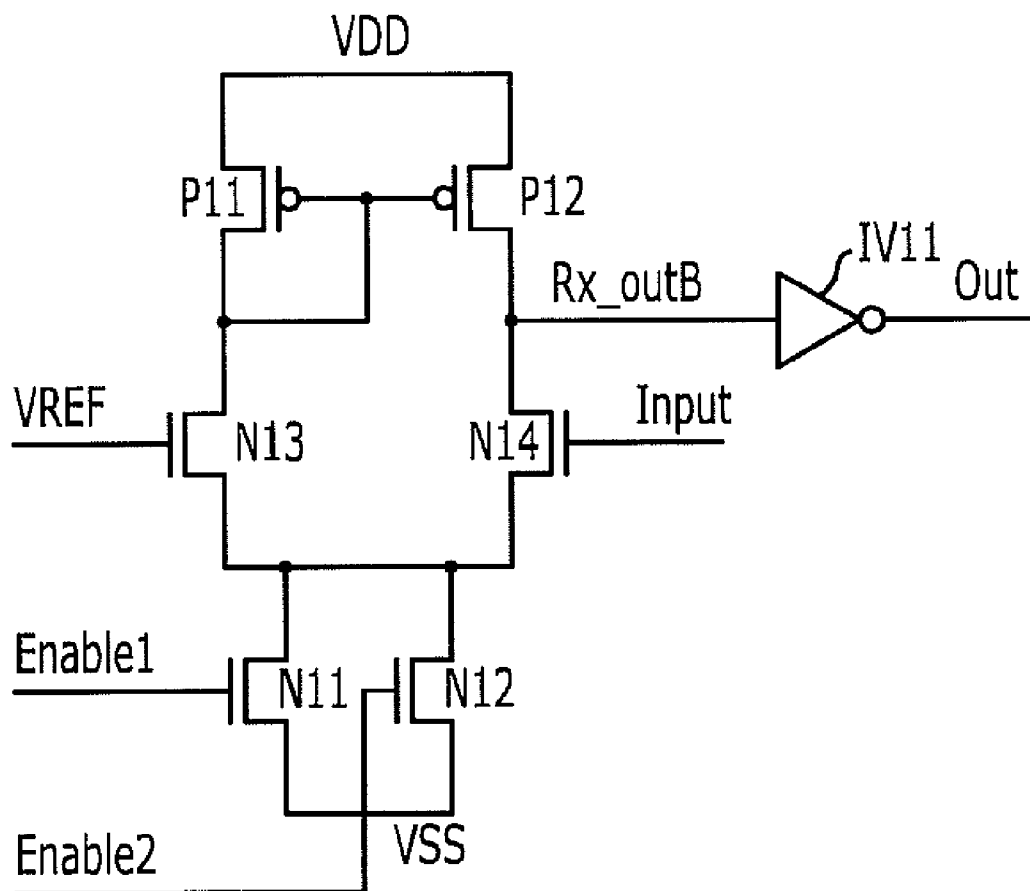 VDD
P11
P12
IV11
Rx_outB
Out
VREF
N13
N14
Input
Enable1
N11
N12
VSS
Enable2